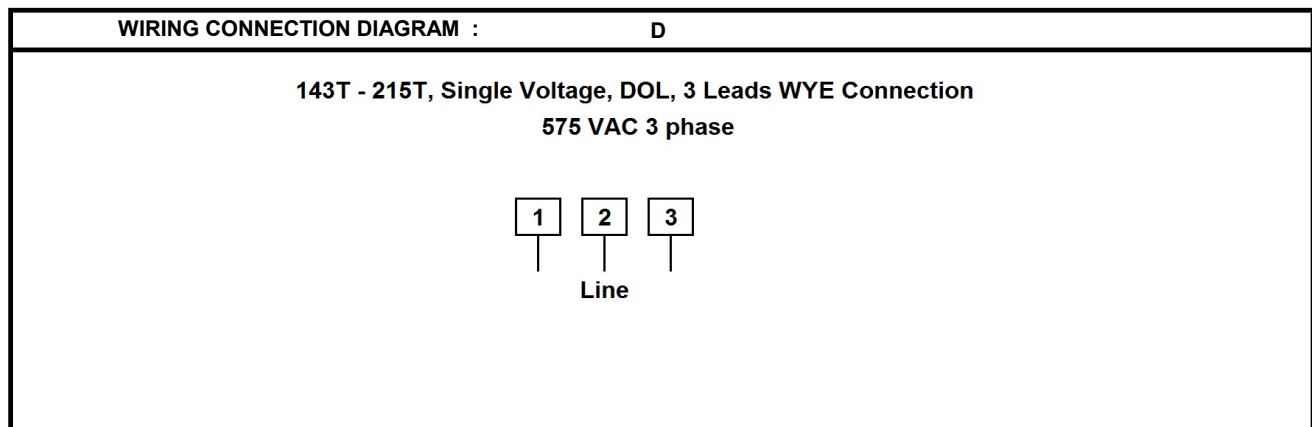 WIRING CONNECTION DIAGRAM : D
143T - 215T, Single Voltage, DOL, 3 Leads WYE Connection
575 VAC 3 phase
1 2 3
Line